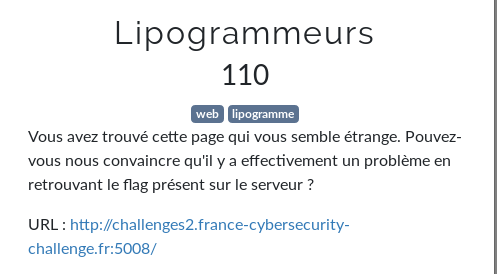 Lipogrammeurs
110
web lipogramme
Vous avez trouvé cette page qui vous semble étrange. Pouvez-
vous nous convaincre qu'il y a effectivement un problème en
retrouvant le flag présent sur le serveur ?
URL : http://challenges2.france-cybersecurity-
challenge.fr:5008/